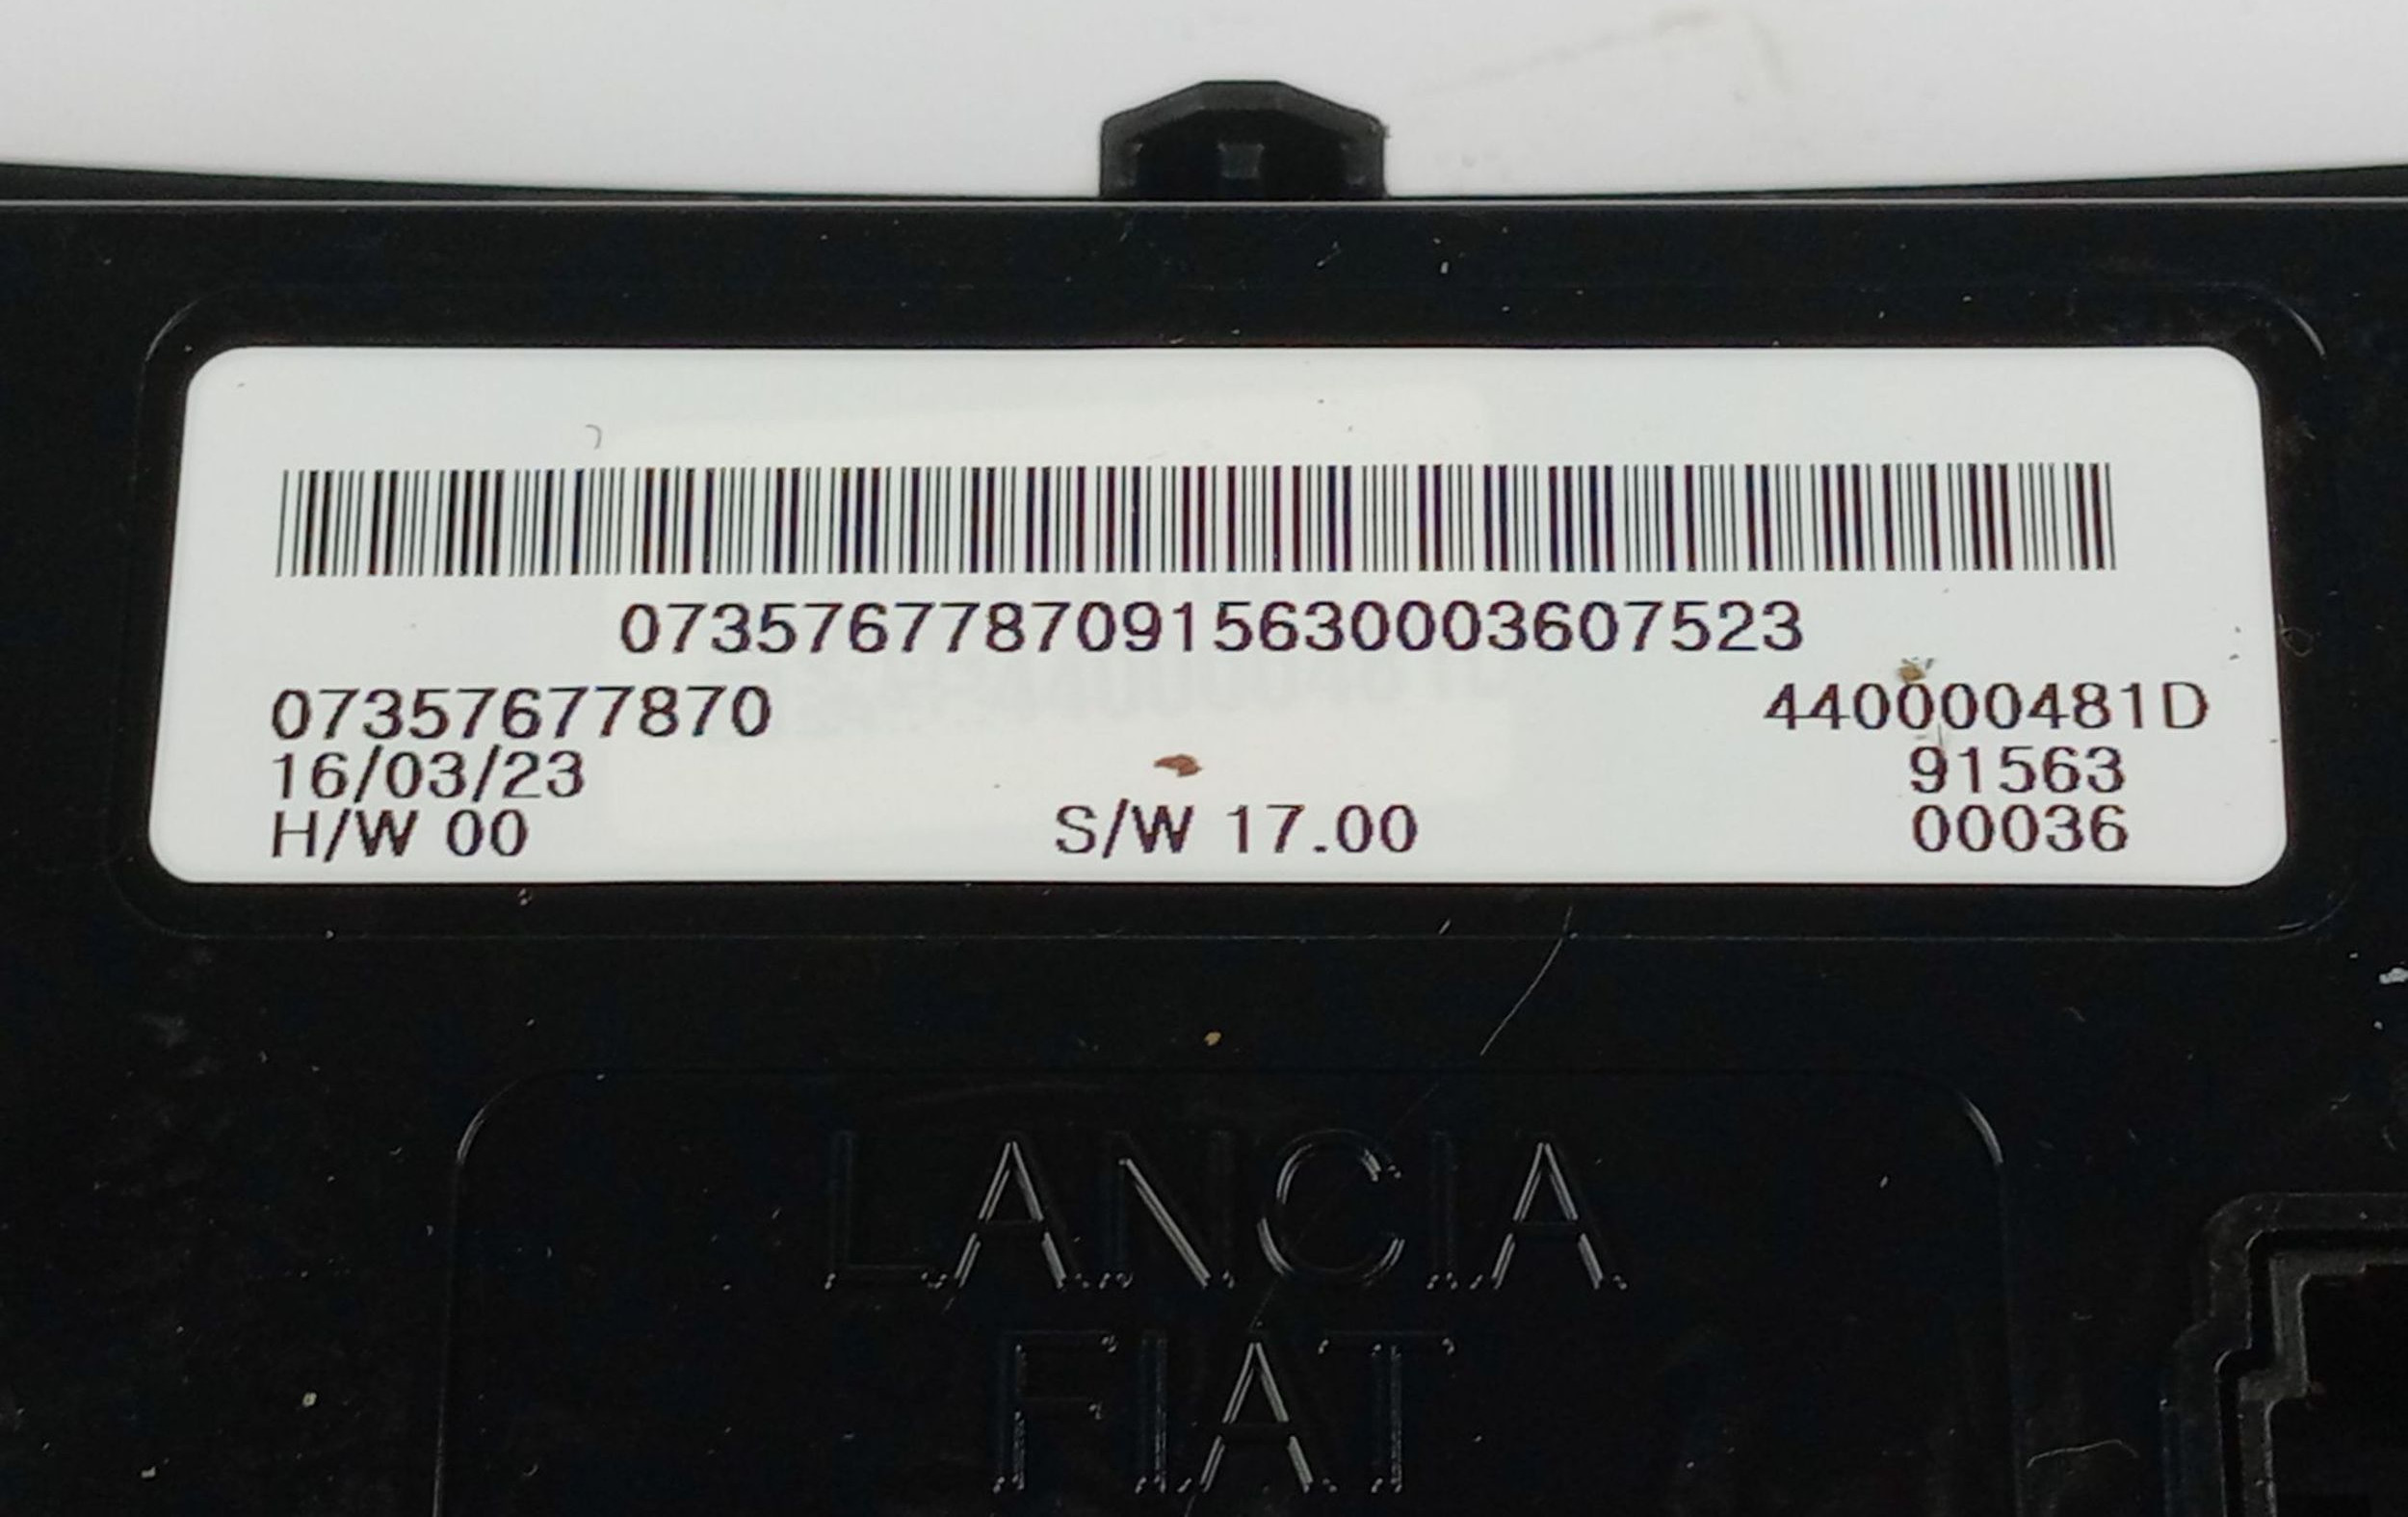 07357677870915630003607523
07357677870 440000481D
16/03/23 91563
H/W 00 S/W 17.00 00036
LANCIA
FIAT